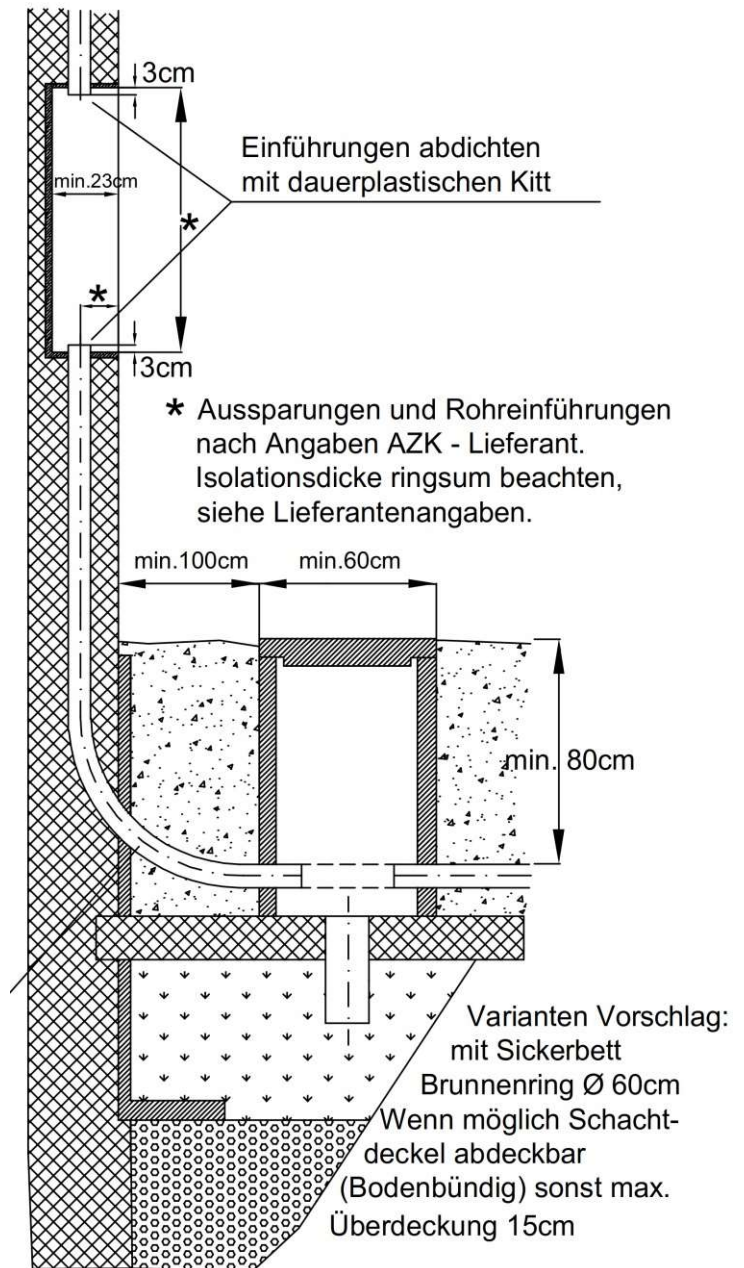 3cm
Einführungen abdichten
mit dauerplastischen Kitt
min.23cm
*
*
3cm
* Aussparungen und Rohreinführungen
nach Angaben AZK - Lieferant.
Isolationsdicke ringsum beachten,
siehe Lieferantenangaben.
min.100cm
min.60cm
min. 80cm
Varianten Vorschlag:
mit Sickerbett
Brunnenring Ø 60cm
Wenn möglich Schacht-
deckel abdeckbar
(Bodenbündig) sonst max.
Überdeckung 15cm